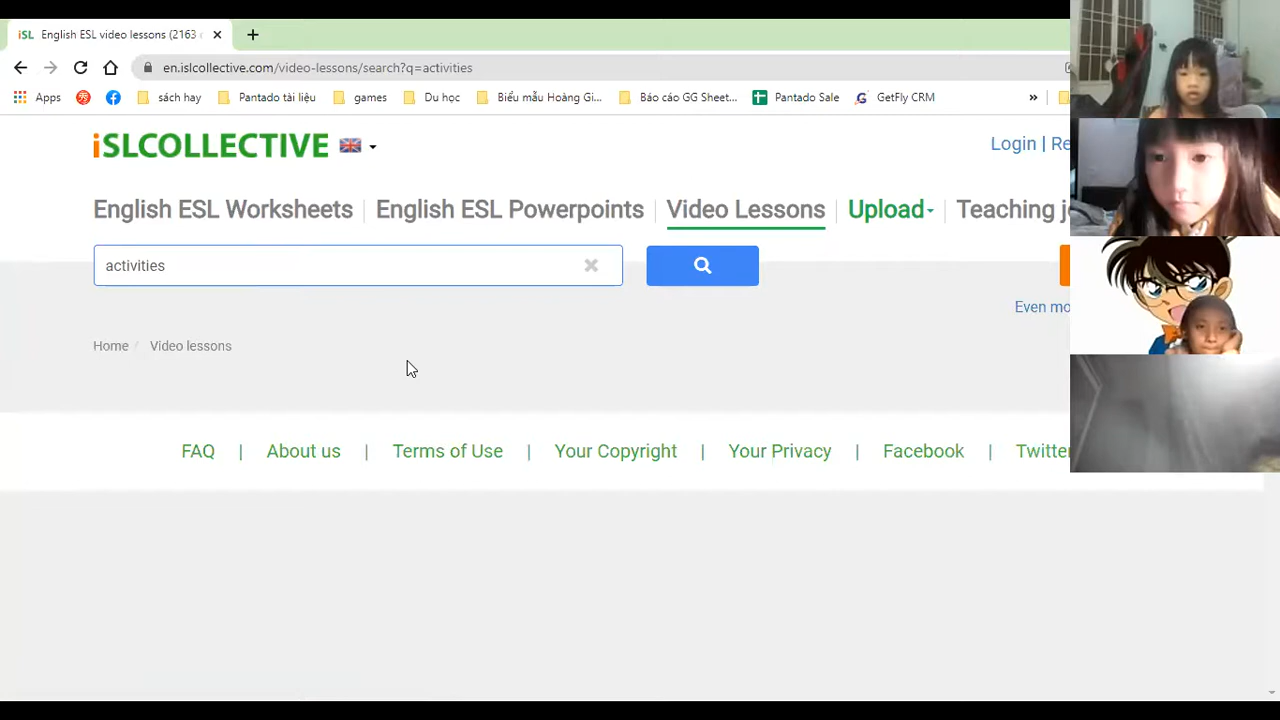 iSL English ESL video lessons (2163
en.islcollective.com/video-lessons/search?q=activities
Apps sách hay Pantado tài liệu games Du học Biểu mẫu Hoàng Gi... Báo cáo GG Sheet... Pantado Sale GetFly CRM »
iSLCOLLECTIVE
Login | Re
English ESL Worksheets | English ESL Powerpoints | Video Lessons | Upload | Teaching j
activities
Even mo
Home / Video lessons
FAQ | About us | Terms of Use | Your Copyright | Your Privacy | Facebook | Twitter